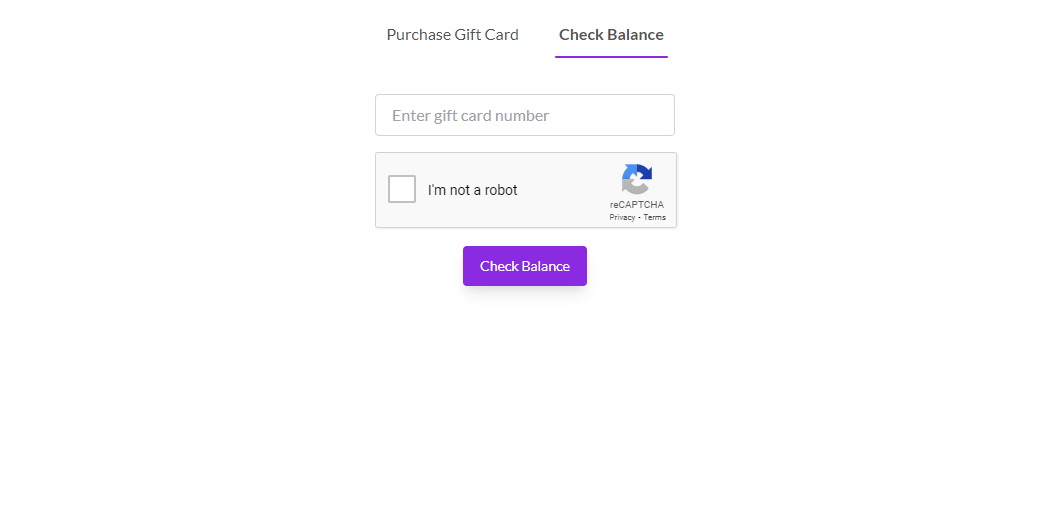 Purchase Gift Card
Check Balance
Enter gift card number
I'm not a robot
reCAPTCHA
Privacy - Terms
Check Balance